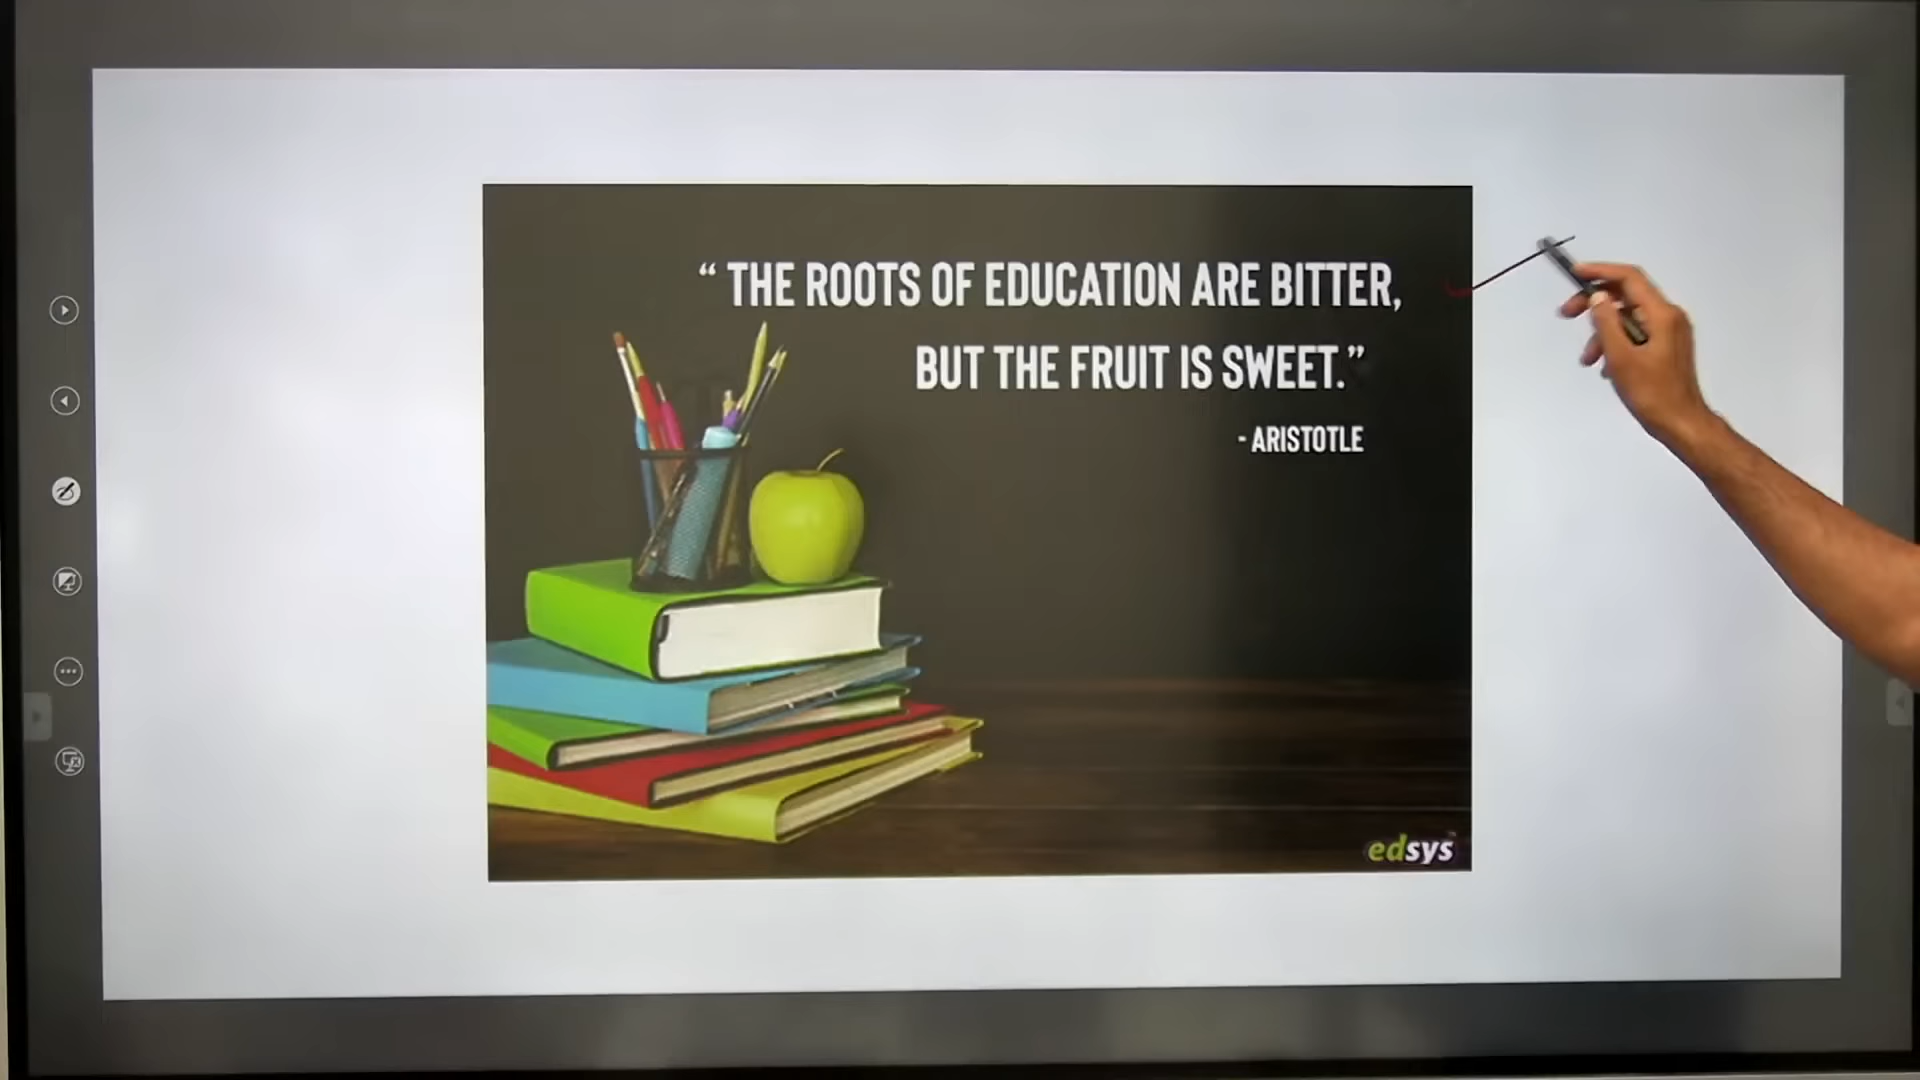 “ THE ROOTS OF EDUCATION ARE BITTER,
BUT THE FRUIT IS SWEET.”
- ARISTOTLE
edsys